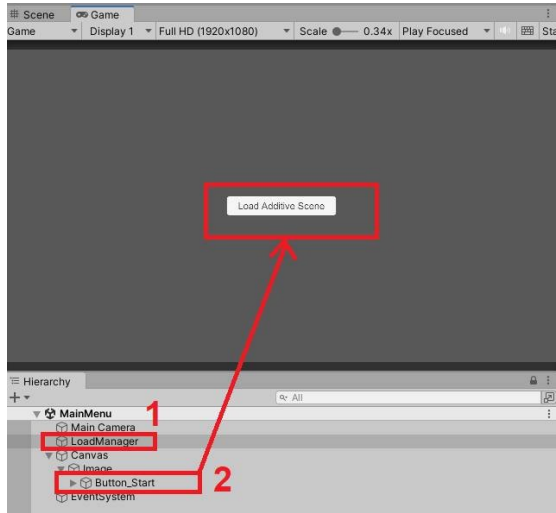 Scene Game
Game Display 1 Full HD (1920x1080) Scale 0.34x Play Focused Sta
Load Additive Scene
Hierarchy
+ All
MainMenu
1
Main Camera
LoadManager
Canvas
Image
Button_Start
2
EventSystem